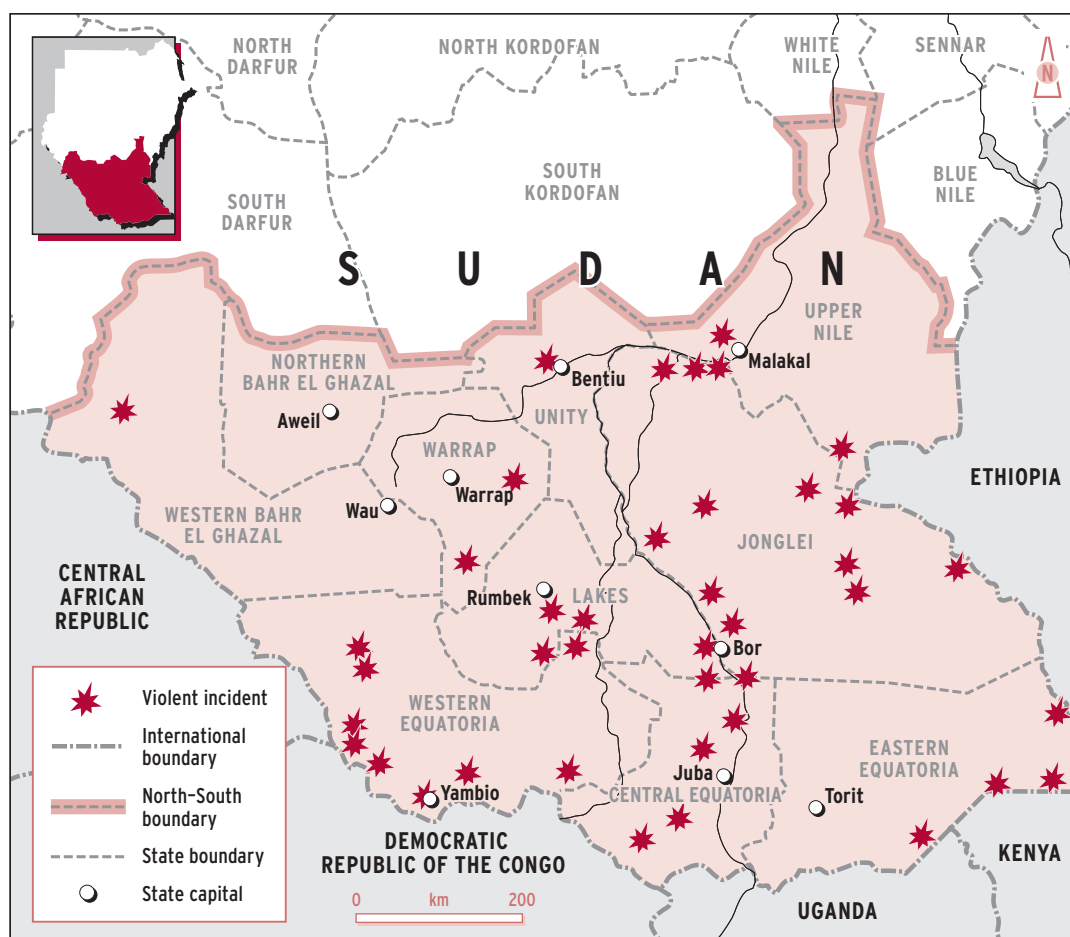 NORTH
DARFUR
NORTH KORDOFAN
WHITE
NILE
SENNAR
N
SOUTH
DARFUR
SOUTH
KORDOFAN
BLUE
NILE
S U D A N
UPPER
NILE
NORTHERN
BAHR EL GHAZAL
Malakal
Bentiu
Aweil
UNITY
WARRAP
Warrap
ETHIOPIA
Wau
WESTERN BAHR
EL GHAZAL
JONGLEI
CENTRAL
AFRICAN
REPUBLIC
Rumbek
LAKES
Bor
WESTERN
EQUATORIA
EASTERN
EQUATORIA
Juba
CENTRAL EQUATORIA
Torit
Yambio
DEMOCRATIC
REPUBLIC OF THE CONGO
KENYA
UGANDA
Violent incident
International
boundary
North–South
boundary
State boundary
State capital
km
0 200